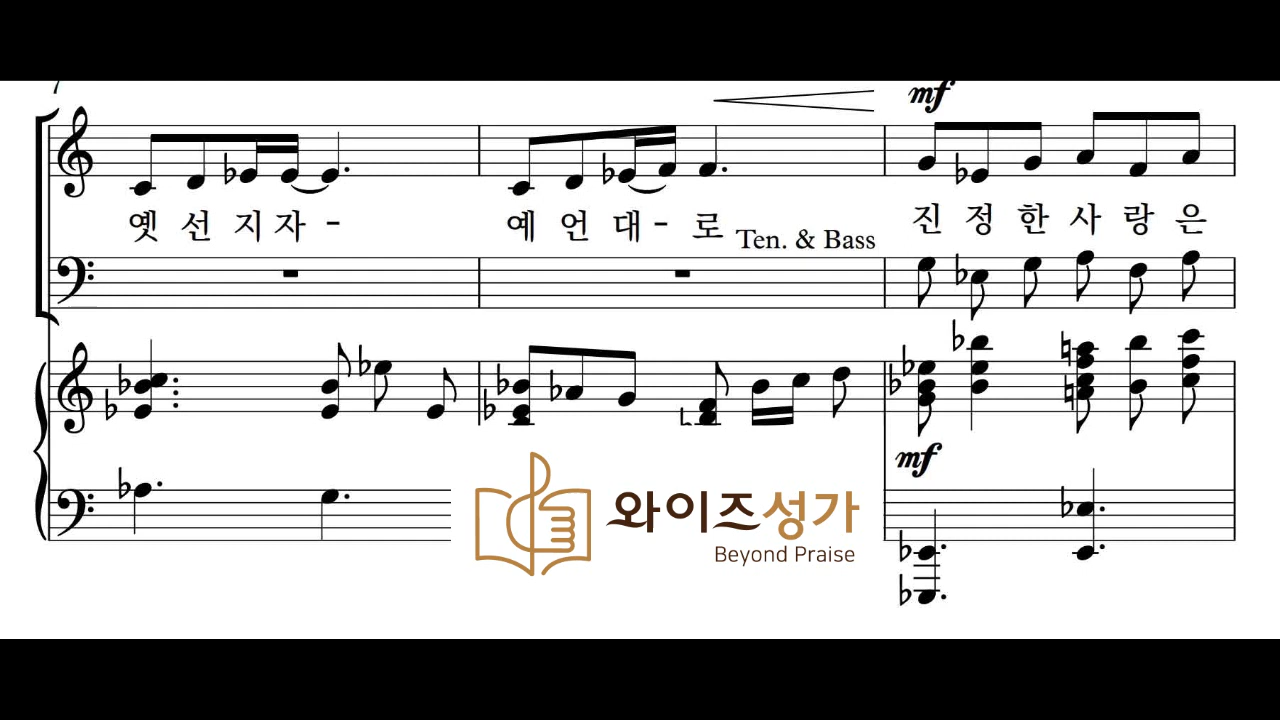 mf
옛 선 지 자 -
예 언 대 - 로
진 정 한 사 랑 은
Ten. & Bass
mf
와이즈성가
Beyond Praise